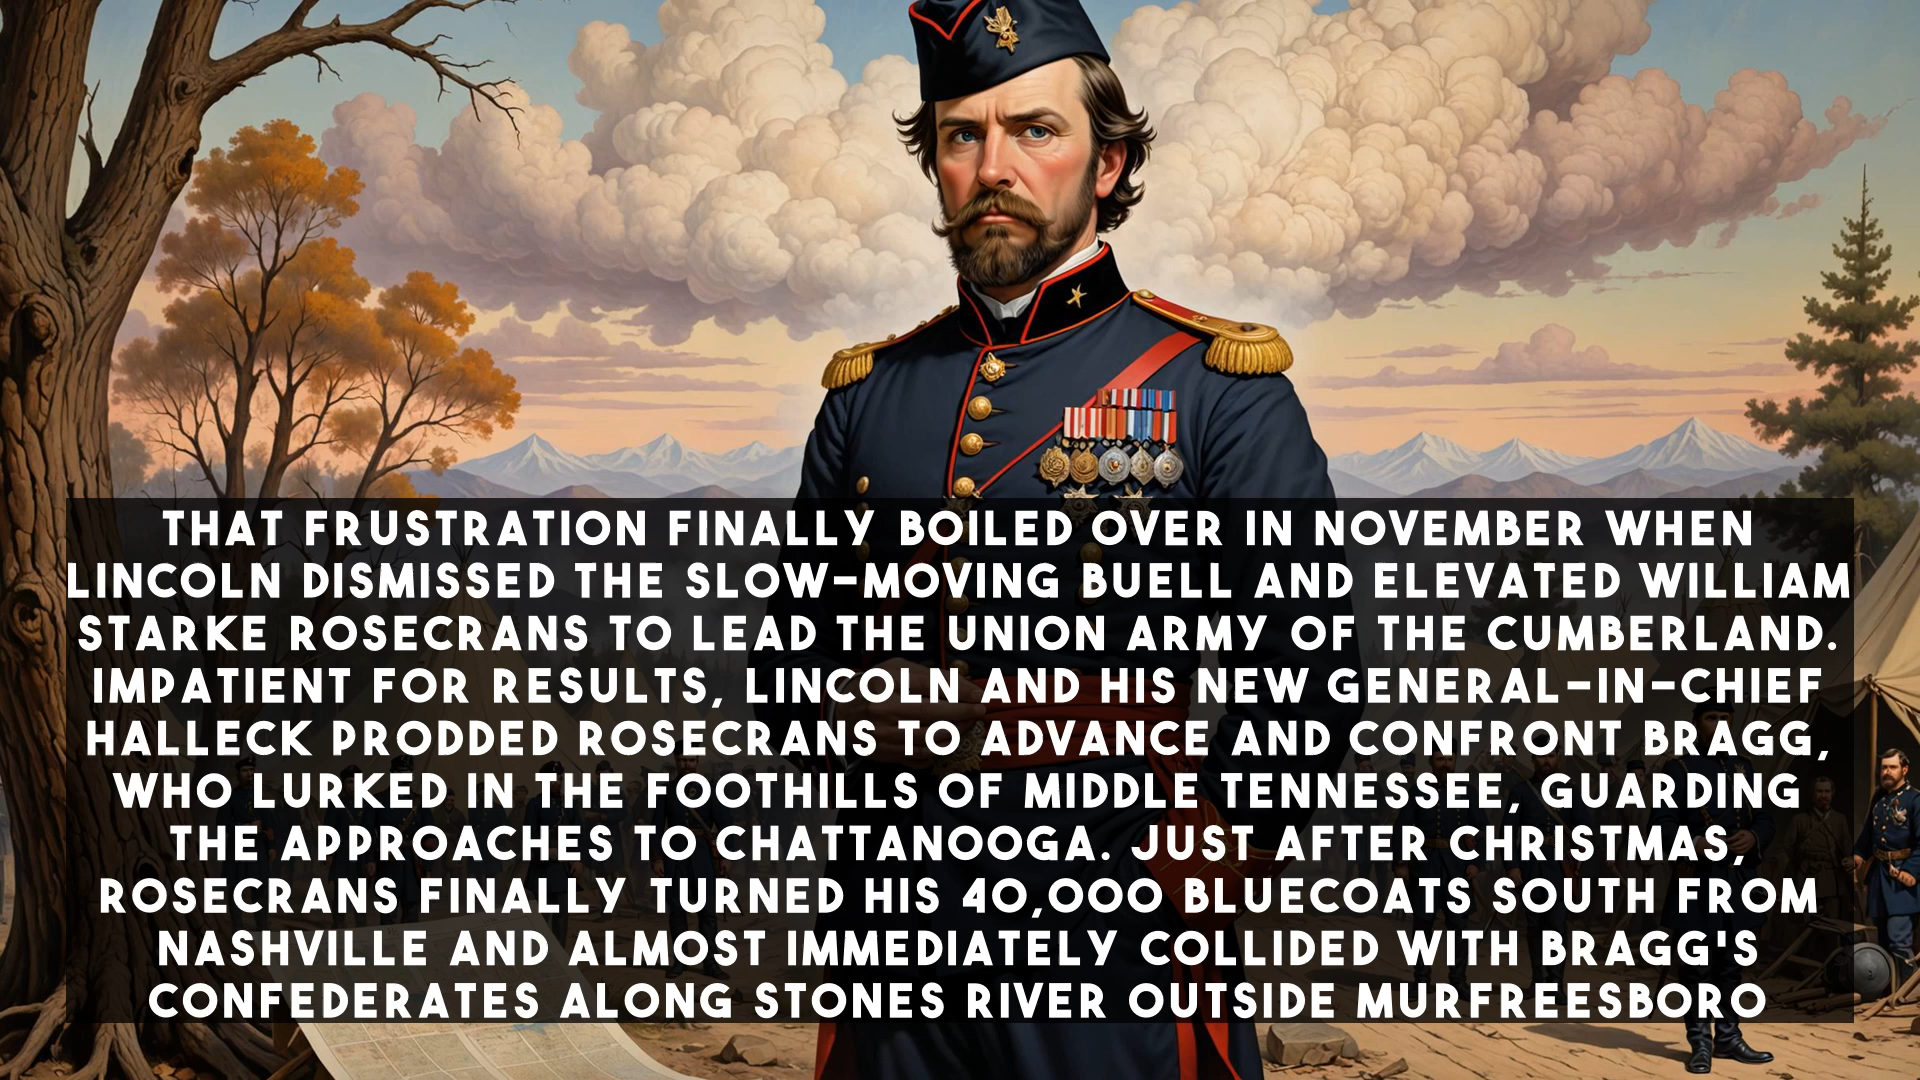 THAT FRUSTRATION FINALLY BOILED OVER IN NOVEMBER WHEN
LINCOLN DISMISSED THE SLOW-MOVING BUELL AND ELEVATED WILLIAM
STARKE ROSECRANS TO LEAD THE UNION ARMY OF THE CUMBERLAND.
IMPATIENT FOR RESULTS, LINCOLN AND HIS NEW GENERAL-IN-CHIEF
HALLECK PRODDED ROSECRANS TO ADVANCE AND CONFRONT BRAGG,
WHO LURKED IN THE FOOTHILLS OF MIDDLE TENNESSEE, GUARDING
THE APPROACHES TO CHATTANOOGA. JUST AFTER CHRISTMAS,
ROSECRANS FINALLY TURNED HIS 40,000 BLUECOATS SOUTH FROM
NASHVILLE AND ALMOST IMMEDIATELY COLLIDED WITH BRAGG'S
CONFEDERATES ALONG STONES RIVER OUTSIDE MURFREESBORO